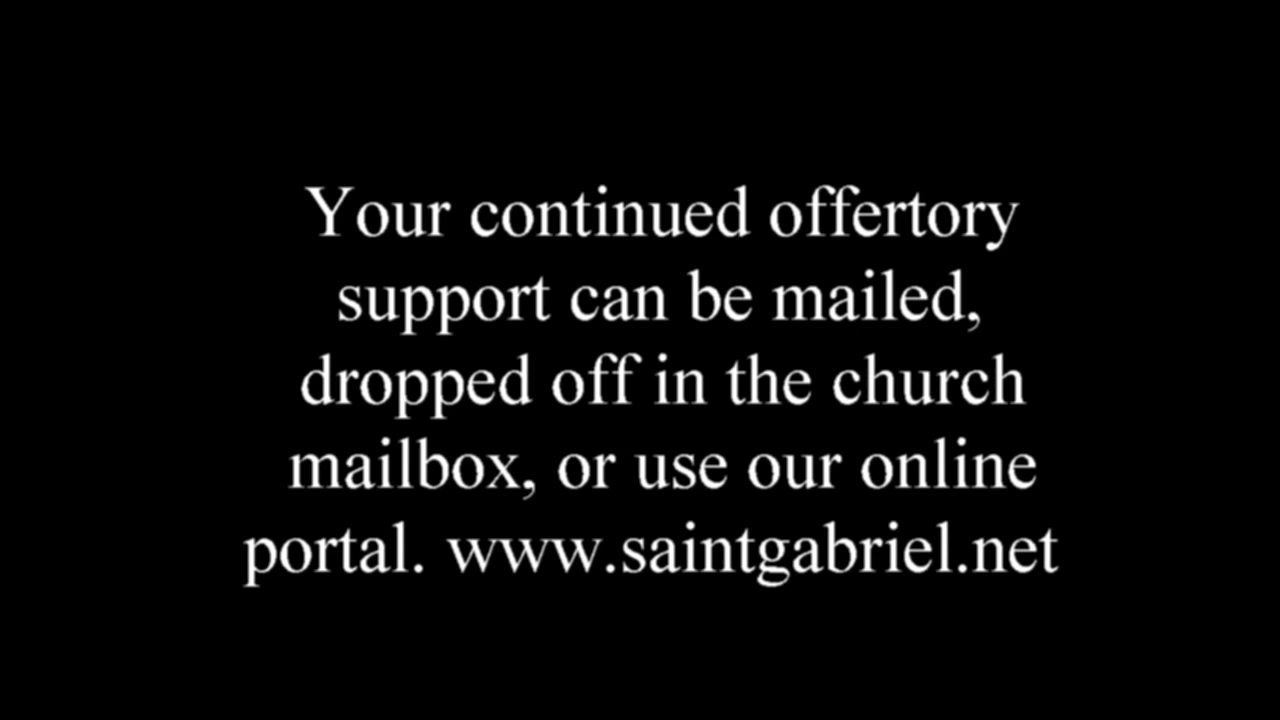 Your continued offertory
support can be mailed,
dropped off in the church
mailbox, or use our online
portal. www.saintgabriel.net